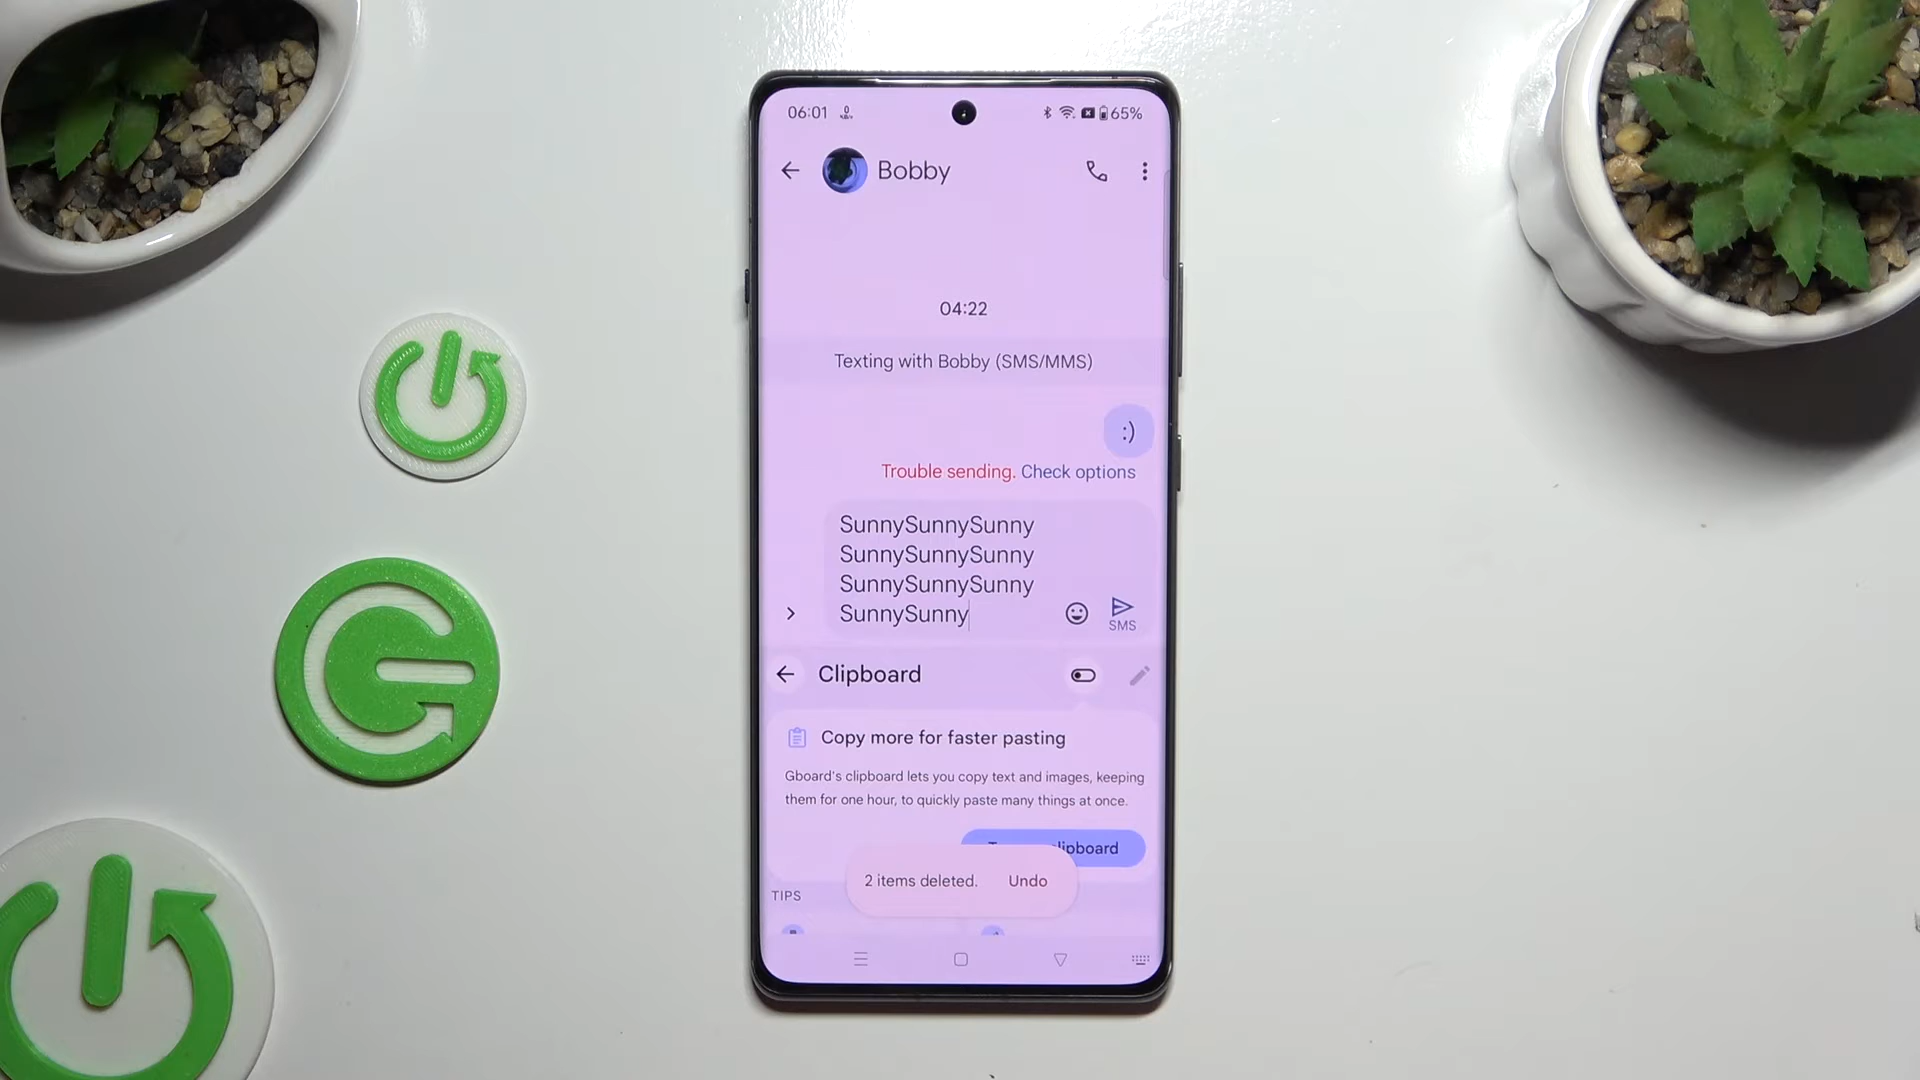 06:01
65%
Bobby
04:22
Texting with Bobby (SMS/MMS)
:)
Trouble sending. Check options
SunnySunnySunny
SunnySunnySunny
SunnySunnySunny
SunnySunny
SMS
Clipboard
Copy more for faster pasting
Gboard's clipboard lets you copy text and images, keeping
them for one hour, to quickly paste many things at once.
clipboard
2 items deleted. Undo
TIPS